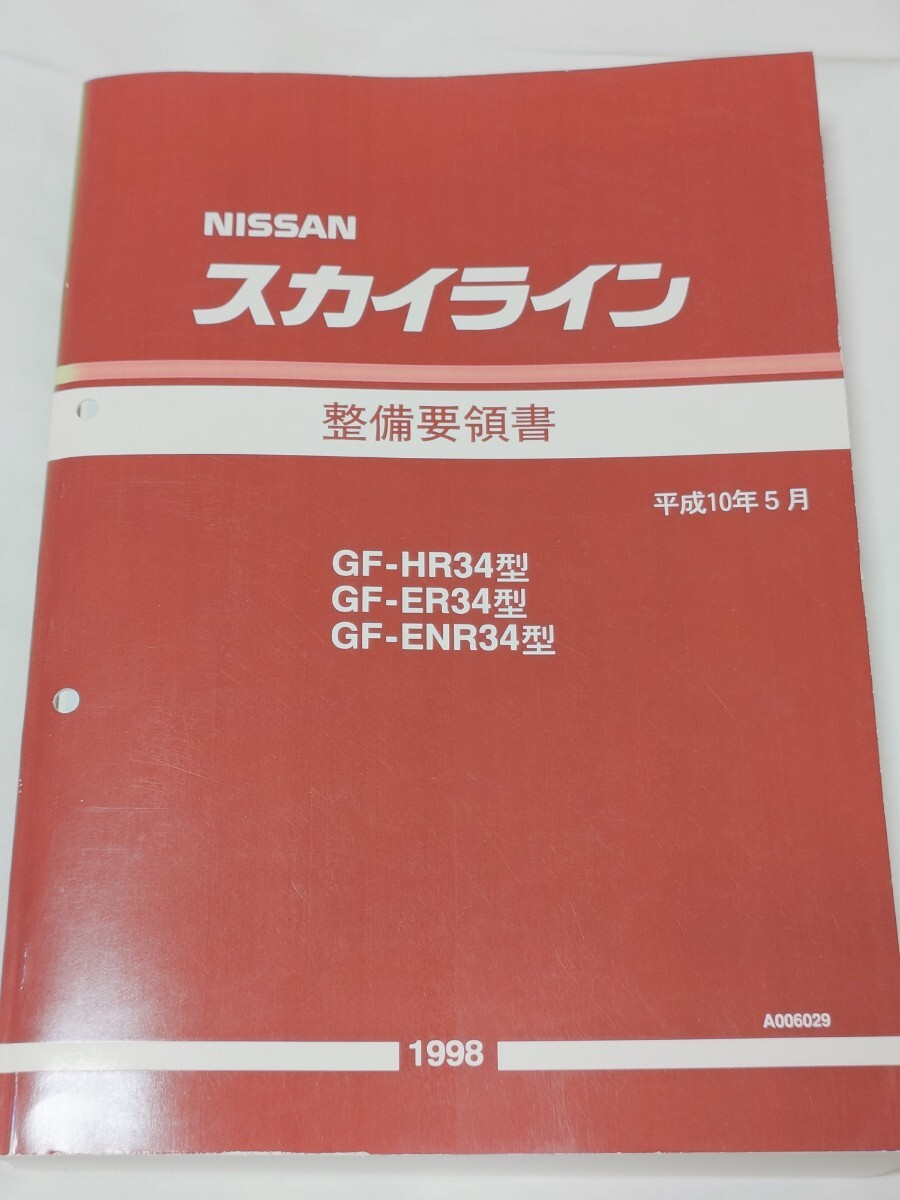 NISSAN
スカイライン
整備要領書
平成10年5月
GF-HR34型
GF-ER34型
GF-ENR34型
A006029
1998